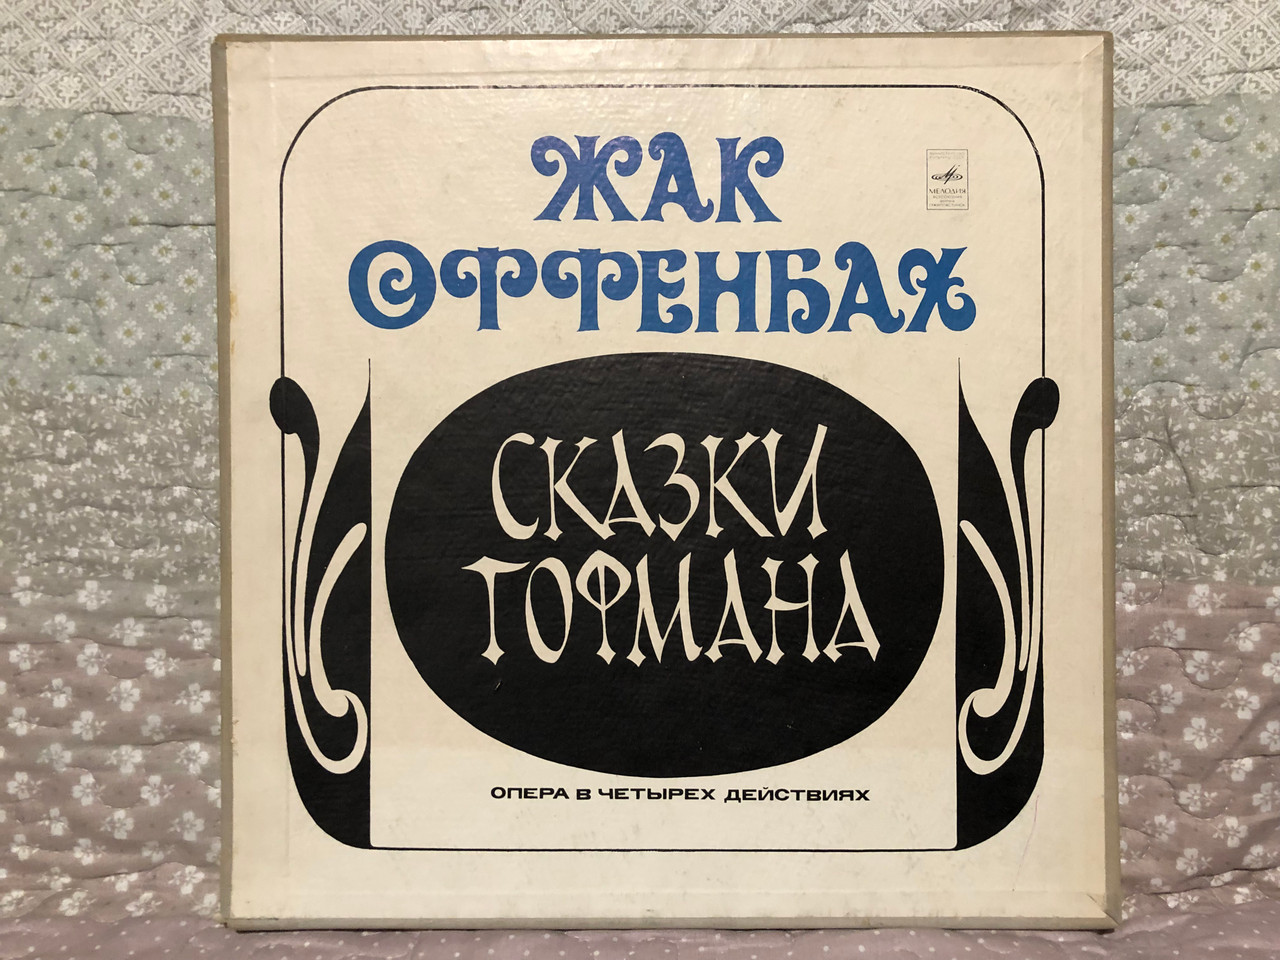 ЖАК
ОФФЕНБАХ
МЕЛОДИЯ
СКАЗКИ
ГОФМАНА
ОПЕРА В ЧЕТЫРЕХ ДЕЙСТВИЯХ